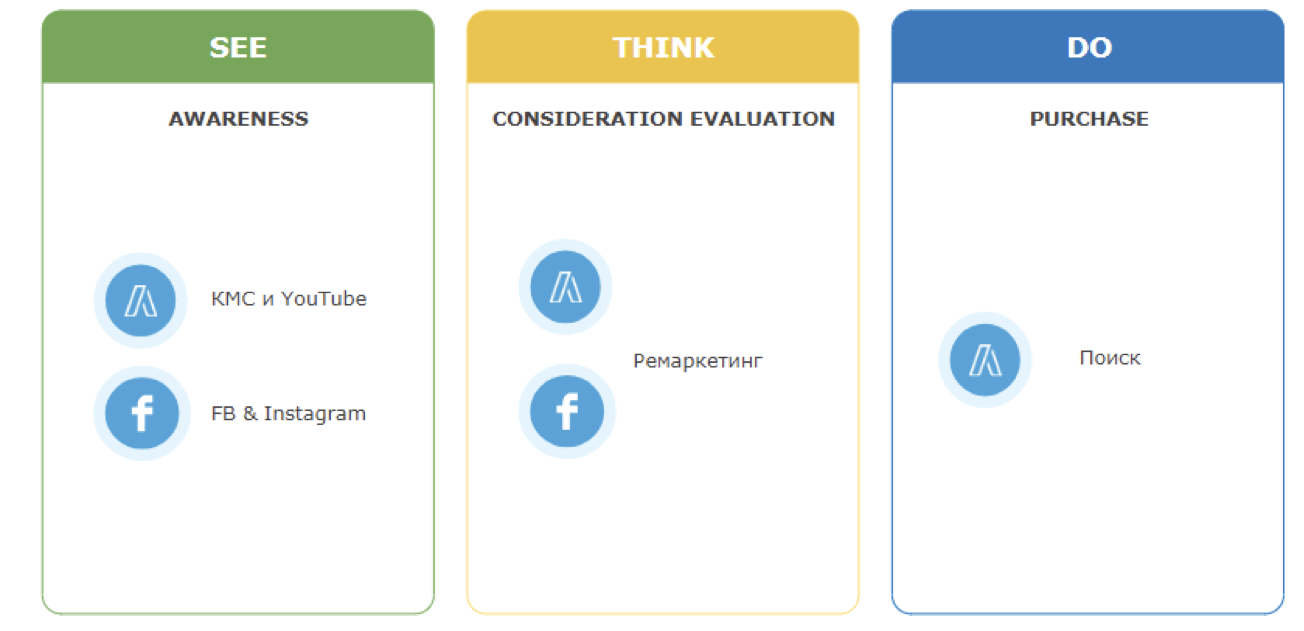 SEE
AWARENESS
КМС и YouTube
FB & Instagram
THINK
CONSIDERATION EVALUATION
Ремаркетинг
DO
PURCHASE
Поиск